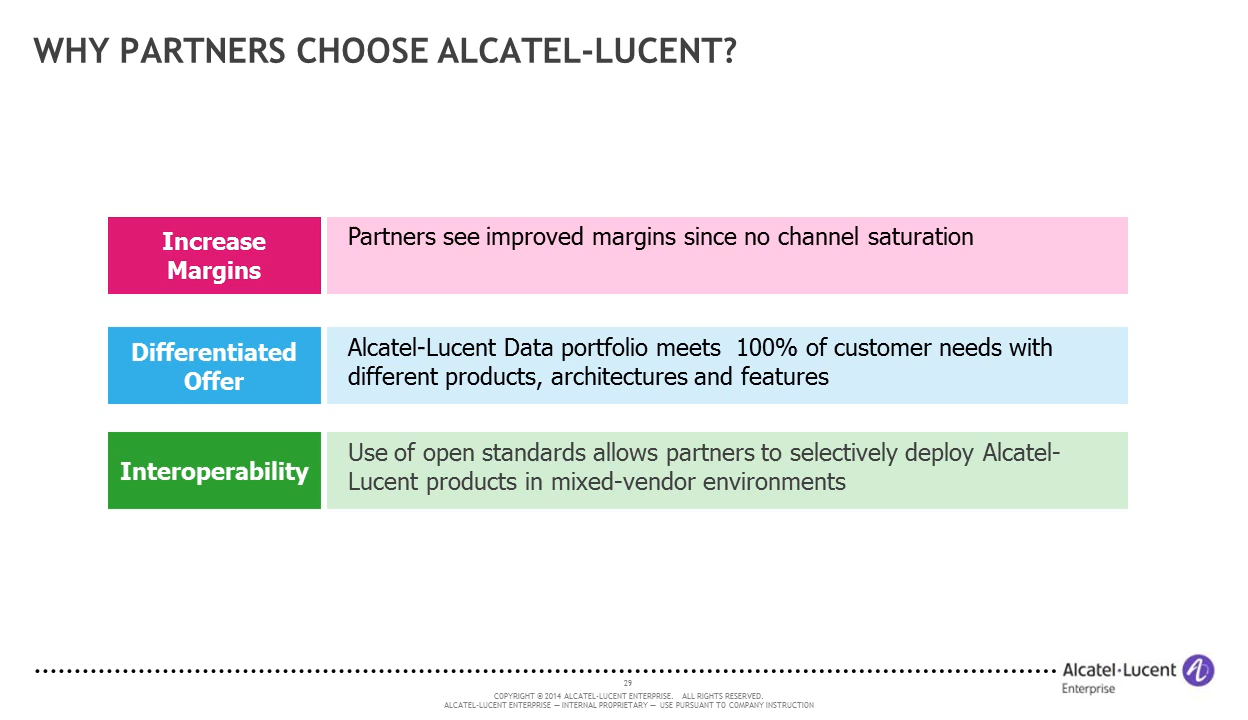 WHY PARTNERS CHOOSE ALCATEL-LUCENT?
Increase
Margins
Partners see improved margins since no channel saturation
Differentiated
Offer
Alcatel-Lucent Data portfolio meets  100% of customer needs with
different products, architectures and features
Interoperability
Use of open standards allows partners to selectively deploy Alcatel-
Lucent products in mixed-vendor environments
29
COPYRIGHT © 2014 ALCATEL-LUCENT ENTERPRISE.  ALL RIGHTS RESERVED.
ALCATEL-LUCENT ENTERPRISE — INTERNAL PROPRIETARY — USE PURSUANT TO COMPANY INSTRUCTION
Alcatel·Lucent
Enterprise